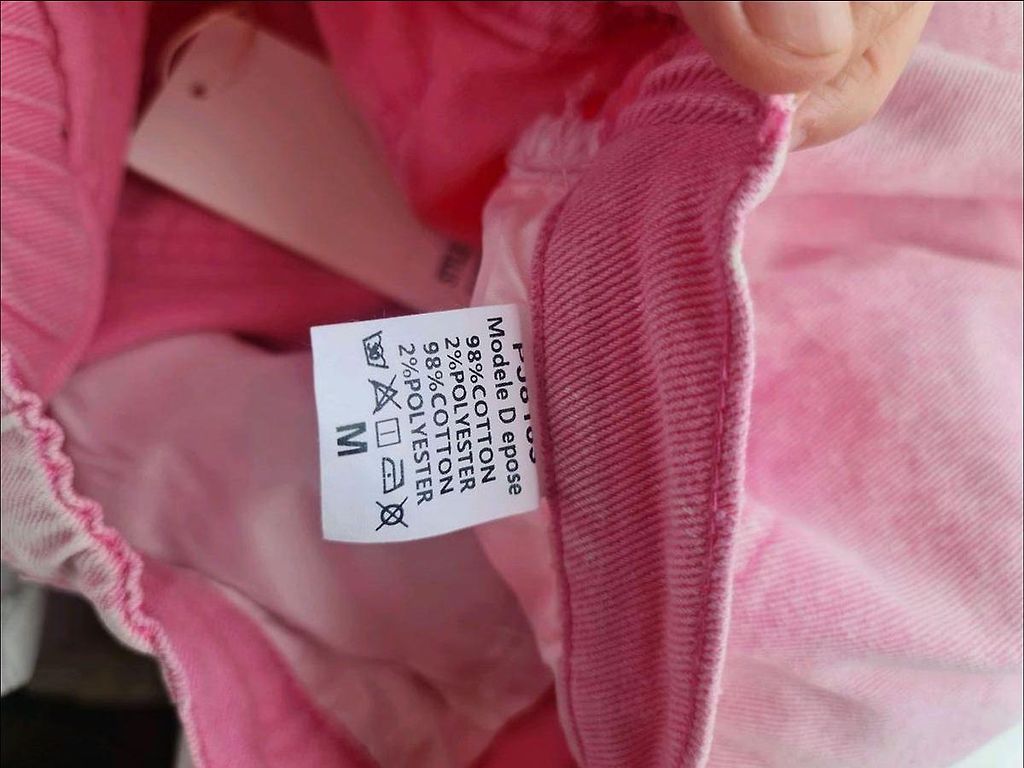 Modele D epose
98%COTTON
2%POLYESTER
98%COTTON
2%POLYESTER
M